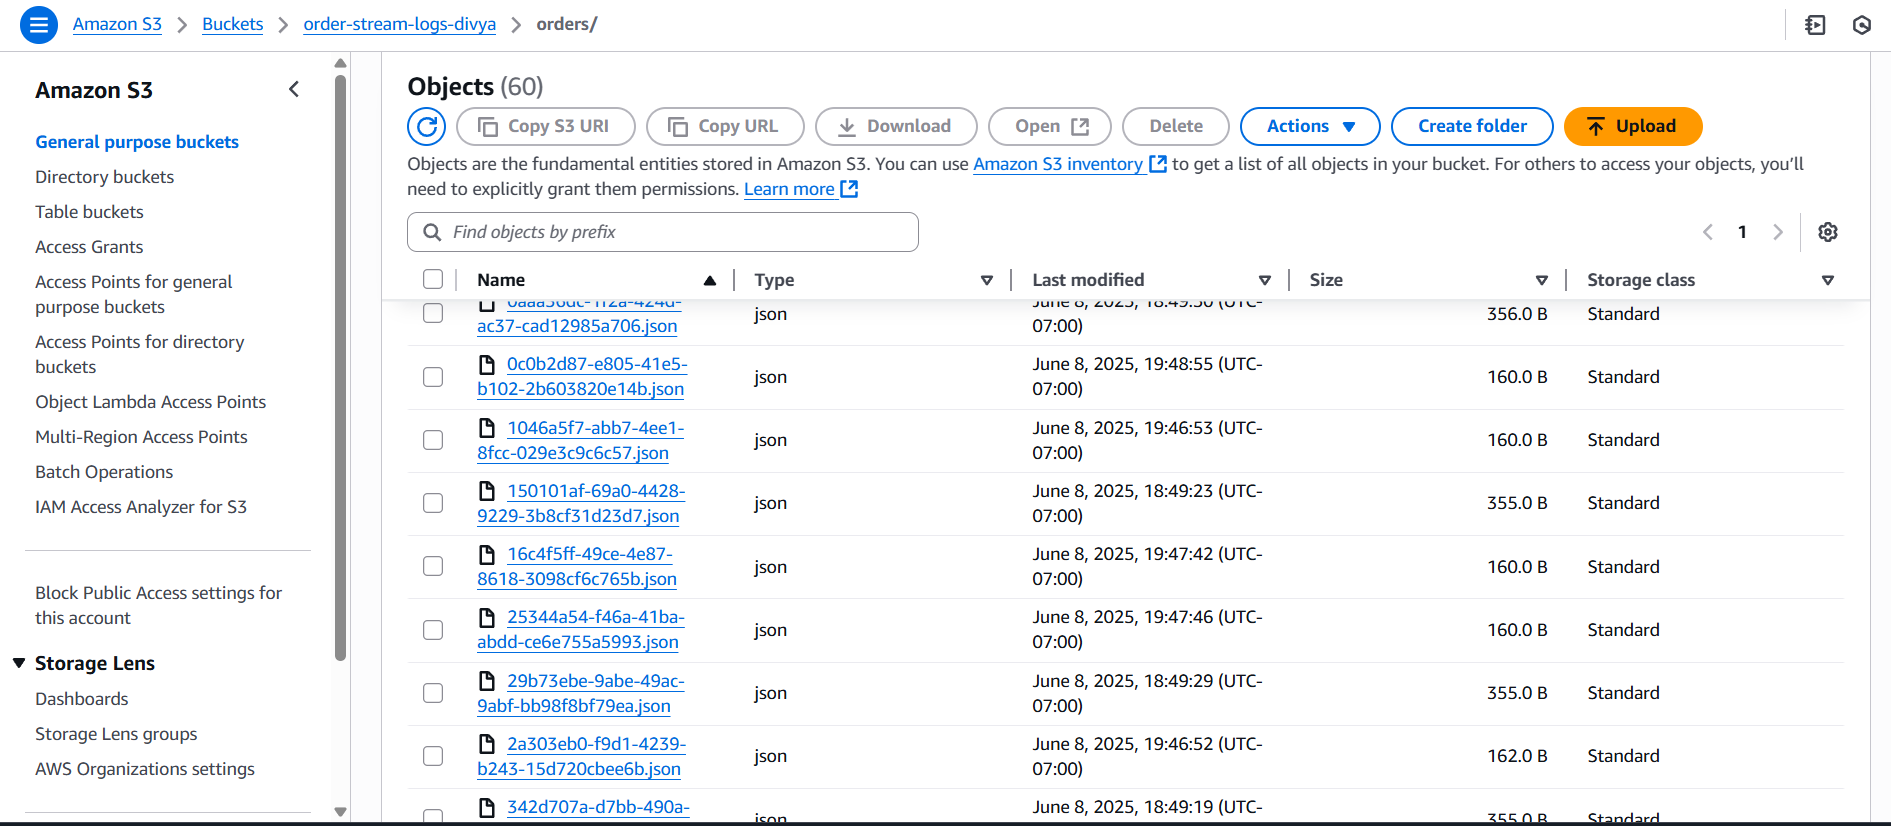 Amazon S3 > Buckets > order-stream-logs-divya > orders/
Amazon S3
General purpose buckets
Directory buckets
Table buckets
Access Grants
Access Points for general
purpose buckets
Access Points for directory
buckets
Object Lambda Access Points
Multi-Region Access Points
Batch Operations
IAM Access Analyzer for S3
Block Public Access settings for
this account
Storage Lens
Dashboards
Storage Lens groups
AWS Organizations settings
Objects (60)
Copy S3 URI Copy URL Download Open Delete Actions Create folder Upload
Objects are the fundamental entities stored in Amazon S3. You can use Amazon S3 inventory to get a list of all objects in your bucket. For others to access your objects, you'll
need to explicitly grant them permissions. Learn more
Find objects by prefix 1
Name Type Last modified Size Storage class
ac37-cad12985a706.json json June 8, 2025, 18:49:30 (UTC-
07:00) 356.0 B Standard
0c0b2d87-e805-41e5- June 8, 2025, 19:48:55 (UTC-
b102-2b603820e14b.json json 07:00) 160.0 B Standard
1046a5f7-abb7-4ee1- June 8, 2025, 19:46:53 (UTC-
8fcc-029e3c9c6c57.json json 07:00) 160.0 B Standard
150101af-69a0-4428- June 8, 2025, 18:49:23 (UTC-
9229-3b8cf31d23d7.json json 07:00) 355.0 B Standard
16c4f5ff-49ce-4e87- June 8, 2025, 19:47:42 (UTC-
8618-3098cf6c765b.json json 07:00) 160.0 B Standard
25344a54-f46a-41ba- June 8, 2025, 19:47:46 (UTC-
abdd-ce6e755a5993.json json 07:00) 160.0 B Standard
29b73ebe-9abe-49ac- June 8, 2025, 18:49:29 (UTC-
9abf-bb98f8bf79ea.json json 07:00) 355.0 B Standard
2a303eb0-f9d1-4239- June 8, 2025, 19:46:52 (UTC-
b243-15d720cbee6b.json json 07:00) 162.0 B Standard
342d707a-d7bb-490a- June 8, 2025, 18:49:19 (UTC-
json 355.0 B Standard